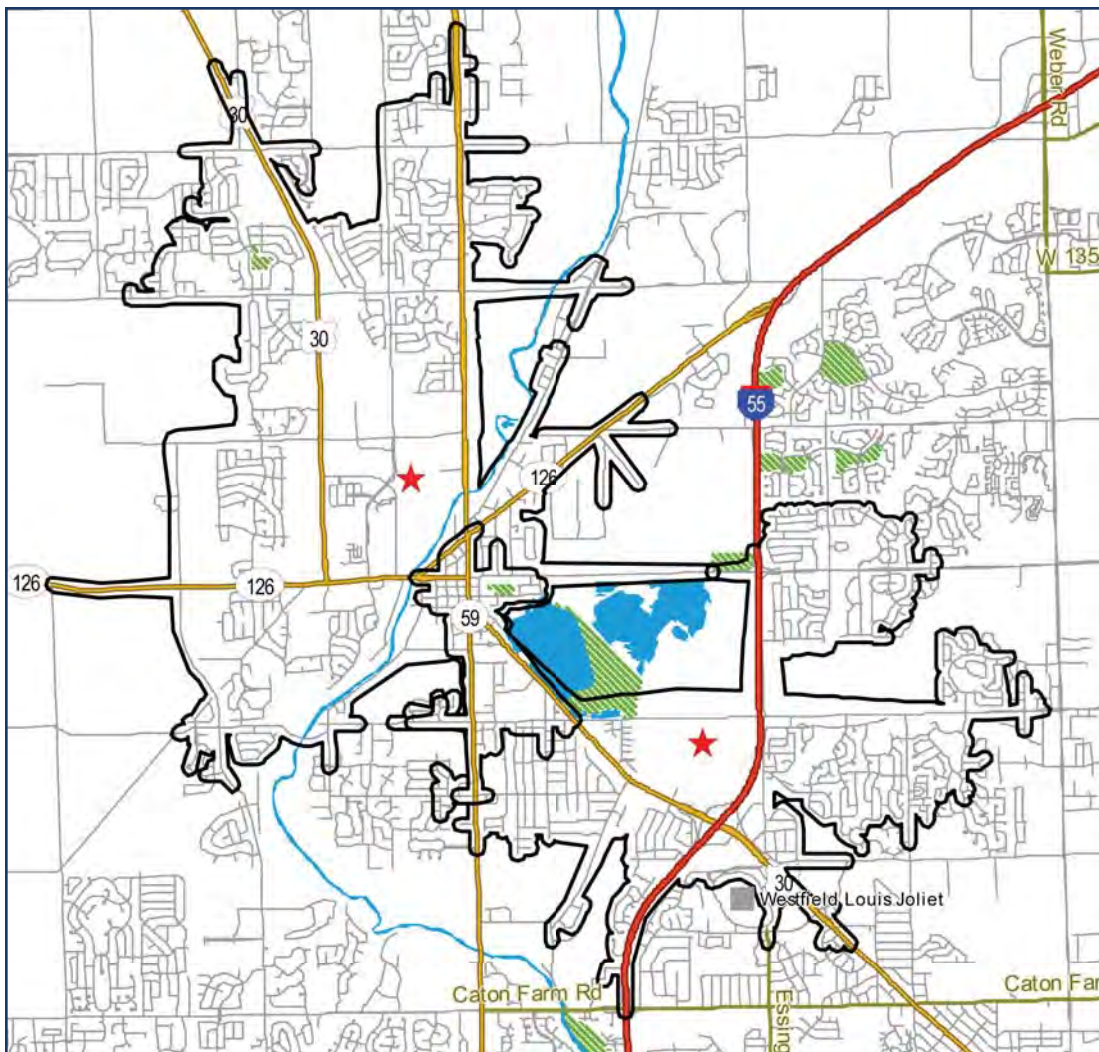 Weber Rd
30
W 135
30
55
126
126
126
59
30
Westfield Louis Joliet
Caton Farm Rd
Caton Far
Essing